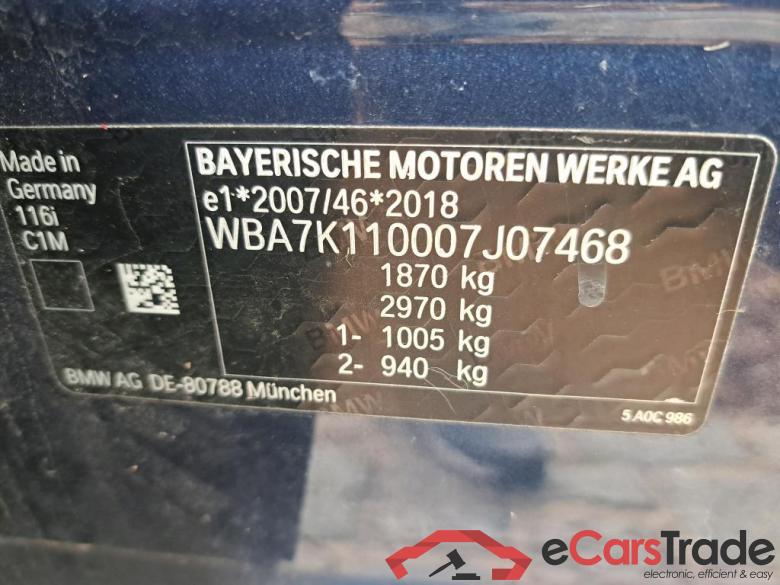 Made in
Germany
116i
C1M
BAYERISCHE MOTOREN WERKE AG
e1*2007/46*2018
WBA7K110007J07468
1870 kg
2970 kg
1- 1005 kg
2- 940 kg
BMW AG DE-80788 München
5 A0C 986
eCarsTrade
electronic, efficient & easy